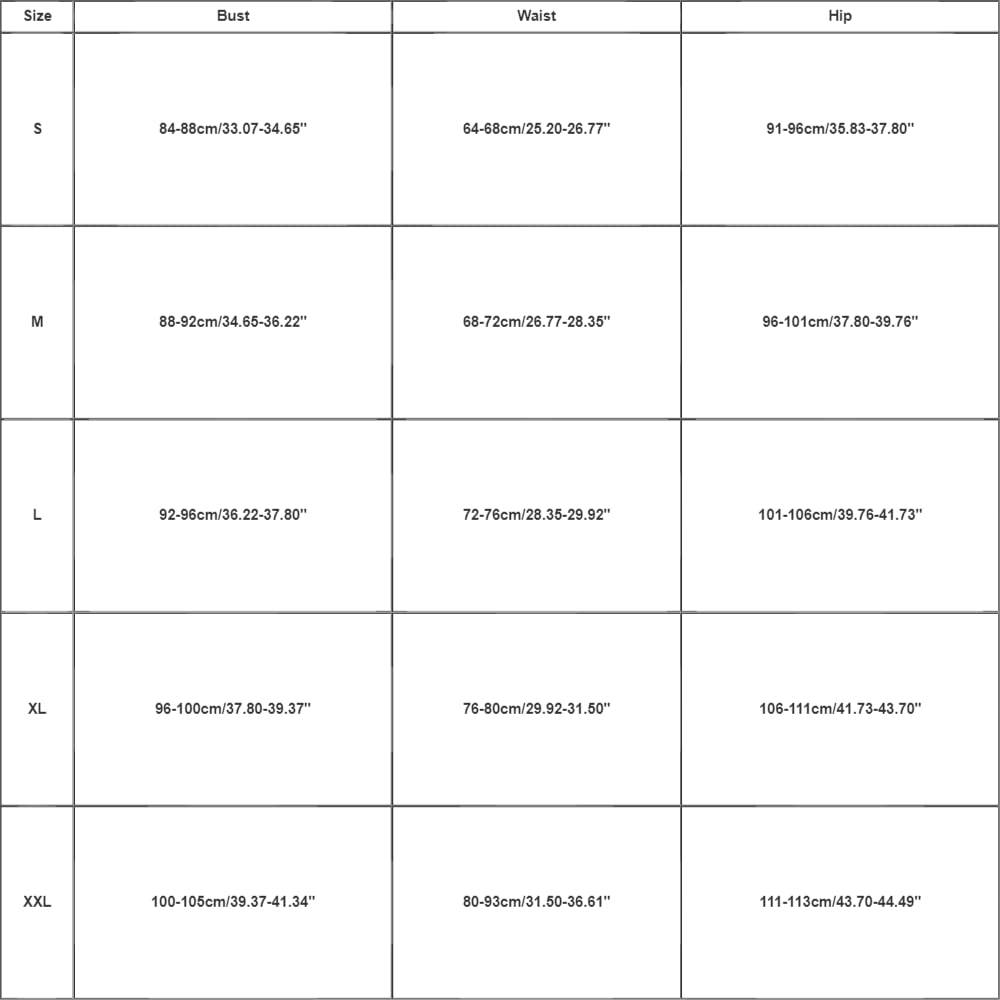 Size Bust Waist Hip
S 84-88cm/33.07-34.65" 64-68cm/25.20-26.77" 91-96cm/35.83-37.80"
M 88-92cm/34.65-36.22" 68-72cm/26.77-28.35" 96-101cm/37.80-39.76"
L 92-96cm/36.22-37.80" 72-76cm/28.35-29.92" 101-106cm/39.76-41.73"
XL 96-100cm/37.80-39.37" 76-80cm/29.92-31.50" 106-111cm/41.73-43.70"
XXL 100-105cm/39.37-41.34" 80-93cm/31.50-36.61" 111-113cm/43.70-44.49"